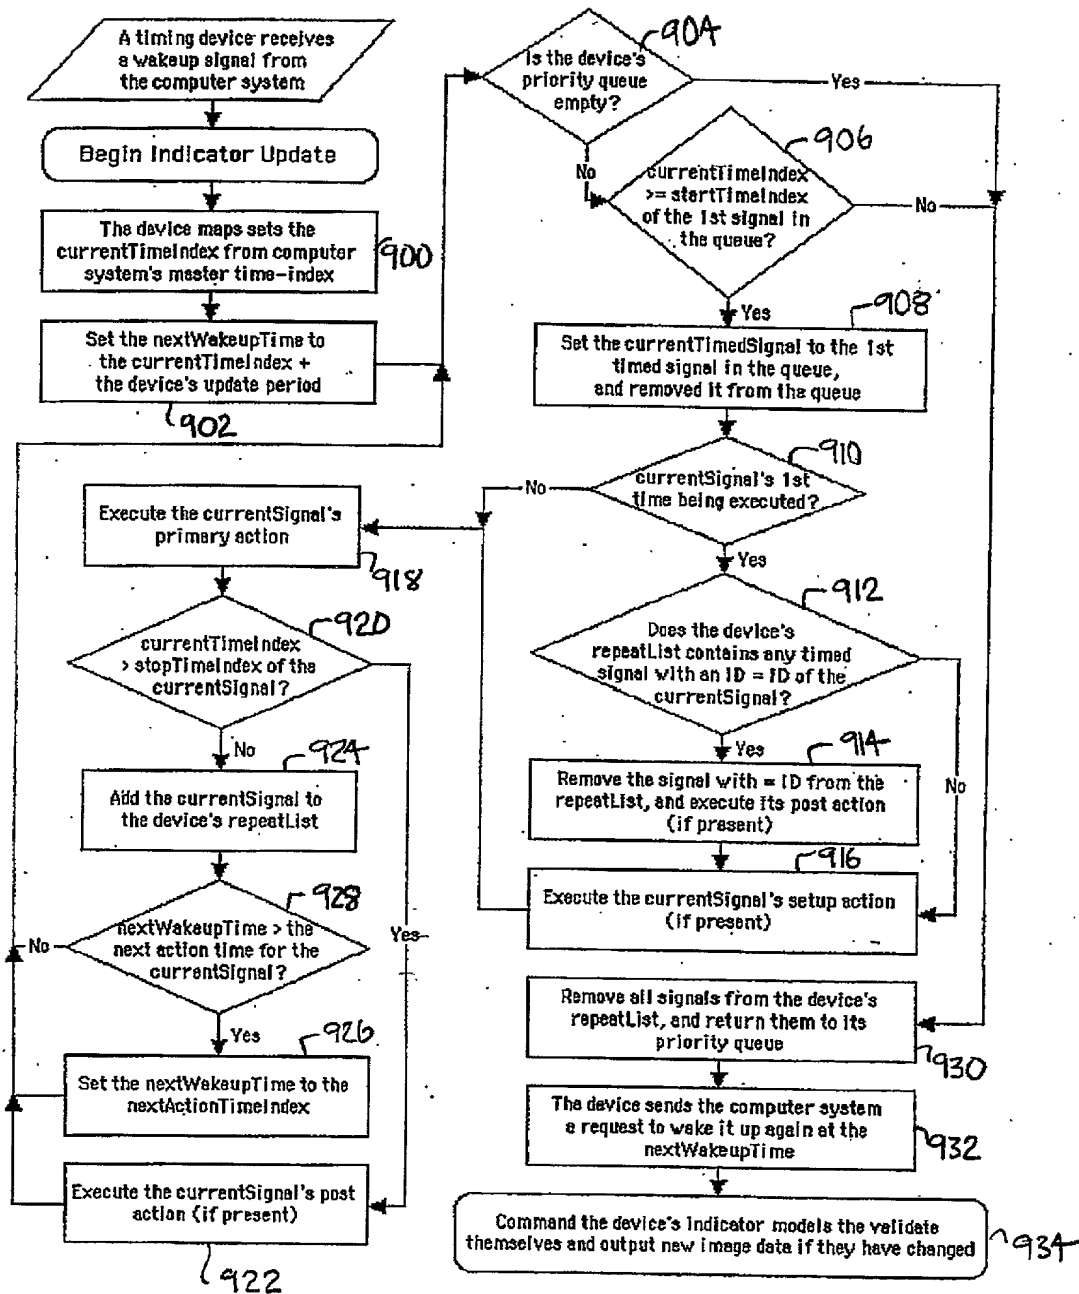 A timing device receives
a wakeup signal from
the computer system
Begin Indicator Update
The device maps sets the
currentTimeIndex from computer
system's master time-index
900
Set the nextWakeupTime to
the currentTimeIndex +
the device's update period
902
904
Is the device's
priority queue
empty?
Yes
No
906
currentTimeIndex
>= startTimeIndex
of the 1st signal in
the queue?
No
Yes
908
Set the currentTimedSignal to the 1st
timed signal in the queue,
and removed it from the queue
910
currentSignal's 1st
time being executed?
No
Yes
912
Does the device's
repeatList contains any timed
signal with an ID = ID of the
currentSignal?
No
Yes
914
Remove the signal with = ID from the
repeatList, and execute its post action
(if present)
916
Execute the currentSignal's setup action
(if present)
Execute the currentSignal's
primary action
918
920
currentTimeIndex
> stopTimeIndex of the
currentSignal?
No
Yes
924
Add the currentSignal to
the device's repeatList
928
nextWakeupTime > the
next action time for the
currentSignal?
No
Yes
926
Set the nextWakeupTime to the
nextActionTimeIndex
Execute the currentSignal's post
action (if present)
922
Remove all signals from the device's
repeatList, and return them to its
priority queue
930
The device sends the computer system
a request to wake it up again at the
nextWakeupTime
932
Command the device's indicator models the validate
themselves and output new image data if they have changed
934